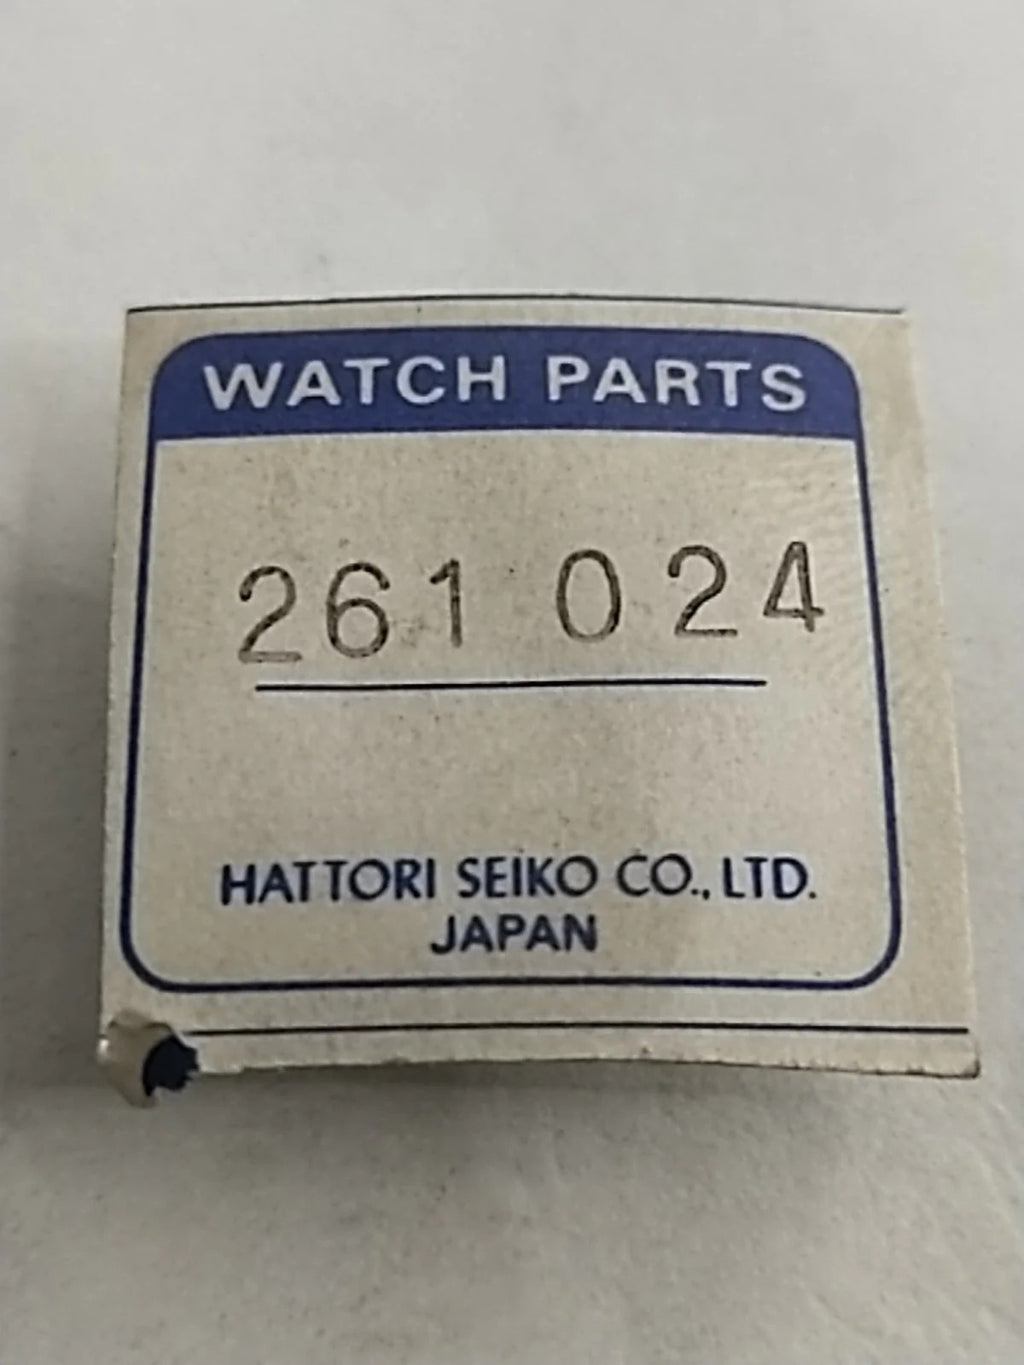 WATCH PARTS
261 024
HATTORI SEIKO CO., LTD.
JAPAN